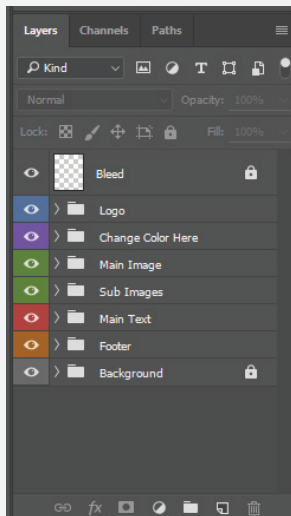 Layers Channels Paths
Kind
Normal Opacity: 100%
Lock: Fill: 100%
Bleed
Logo
Change Color Here
Main Image
Sub Images
Main Text
Footer
Background
fx